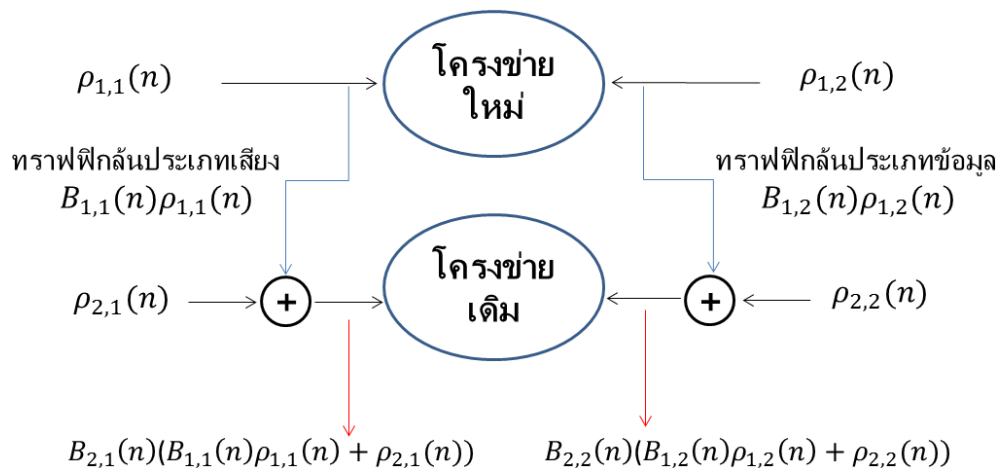 ρ₁,₁(n)
โครงข่าย
ใหม่
ρ₁,₂(n)
ทราฟฟิกล้นประเภทเสียง
B₁,₁(n)ρ₁,₁(n)
ทราฟฟิกล้นประเภทข้อมูล
B₁,₂(n)ρ₁,₂(n)
ρ₂,₁(n)
+
โครงข่าย
เดิม
+
ρ₂,₂(n)
B₂,₁(n)(B₁,₁(n)ρ₁,₁(n) + ρ₂,₁(n))
B₂,₂(n)(B₁,₂(n)ρ₁,₂(n) + ρ₂,₂(n))